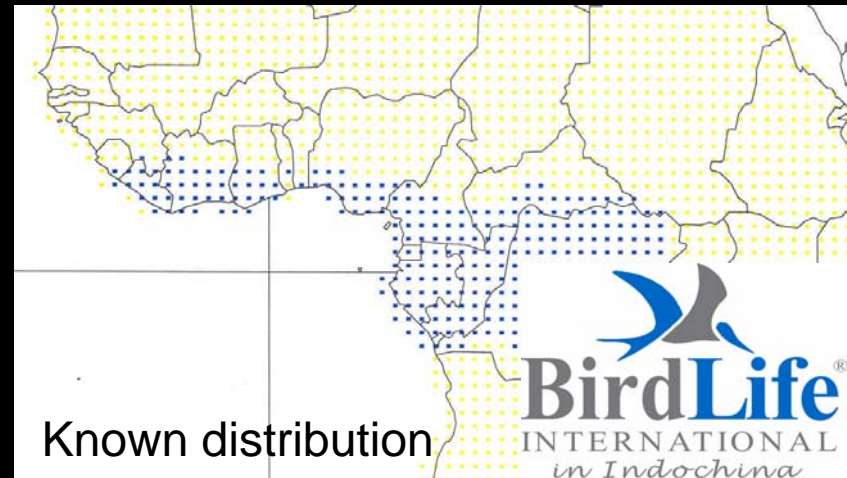 Known distribution
BirdLife®
INTERNATIONAL
in Indochina